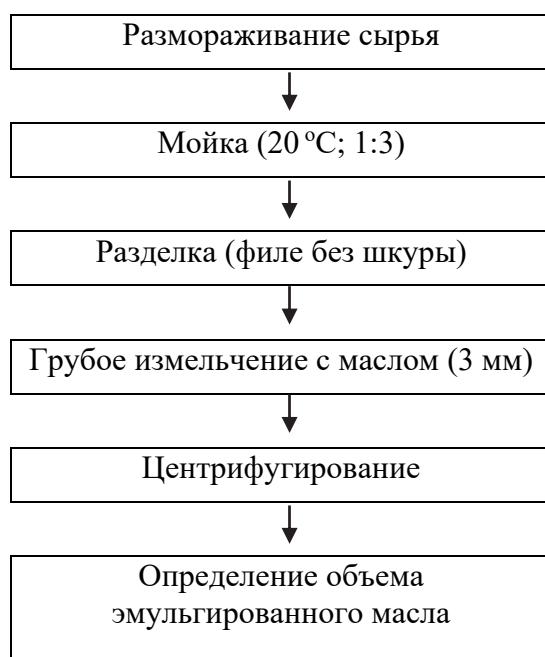 Размораживание сырья
Мойка (20 ºС; 1:3)
Разделка (филе без шкуры)
Грубое измельчение с маслом (3 мм)
Центрифугирование
Определение объема
эмульгированного масла